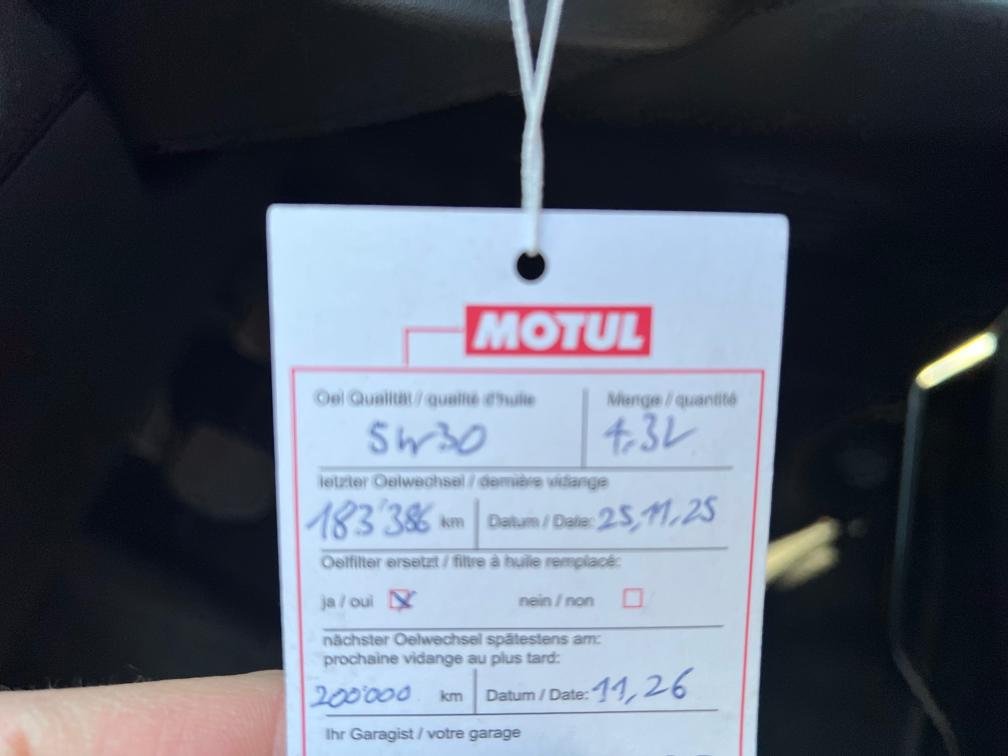 MOTUL
Oel Qualität / qualité d'huile Menge / quantité
5w30 4.3L
letzter Oelwechsel / dernière vidange
183'386 km Datum / Date: 25,11,25
Oelfilter ersetzt / filtre à huile remplacé:
ja / oui nein / non
nächster Oelwechsel spätestens am:
prochaine vidange au plus tard:
200'000 km Datum / Date: 11,26
Ihr Garagist / votre garage